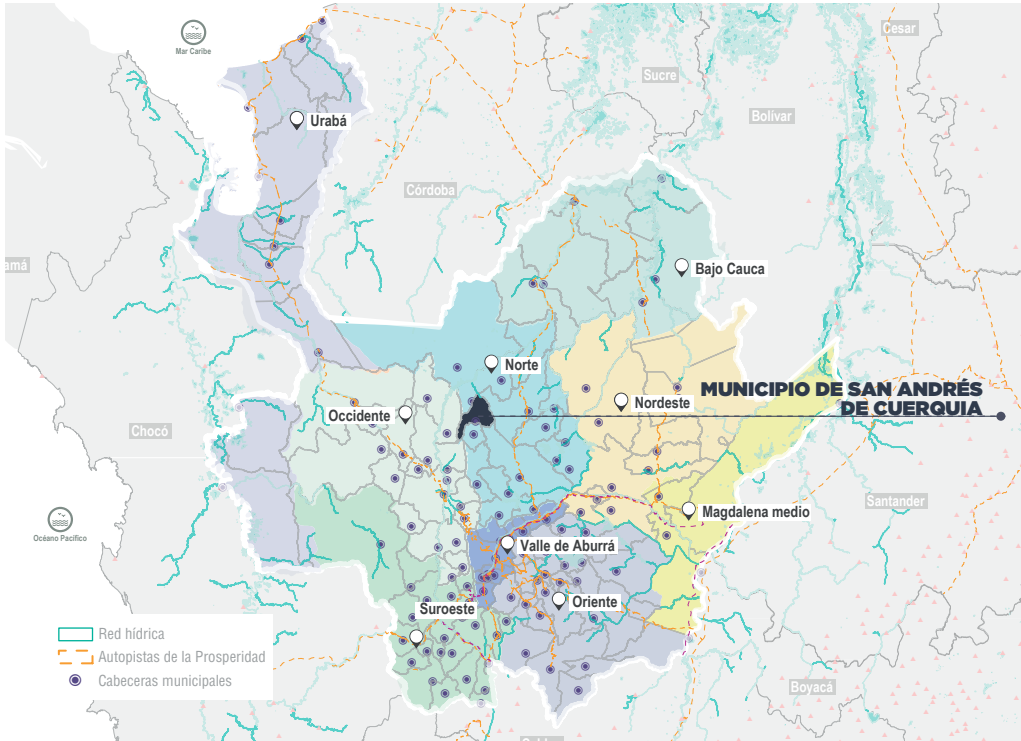 Mar Caribe
Cesar
Sucre
Bolívar
Urabá
Córdoba
amá
Bajo Cauca
Norte
MUNICIPIO DE SAN ANDRÉS
DE CUERQUIA
Nordeste
Occidente
Chocó
Santander
Magdalena medio
Océano Pacífico
Valle de Aburrá
Oriente
Suroeste
Red hídrica
Autopistas de la Prosperidad
Cabeceras municipales
Boyacá